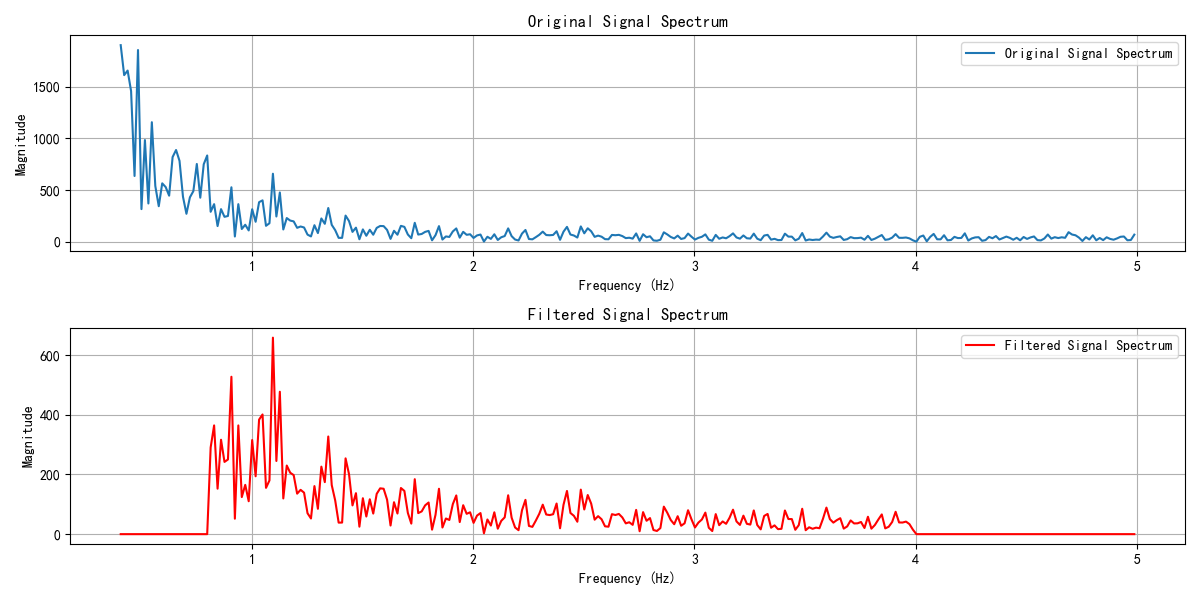 Original Signal Spectrum
Original Signal Spectrum
Magnitude
1500
1000
500
0
1 2 3 4 5
Frequency (Hz)
Filtered Signal Spectrum
Filtered Signal Spectrum
Magnitude
600
400
200
0
1 2 3 4 5
Frequency (Hz)